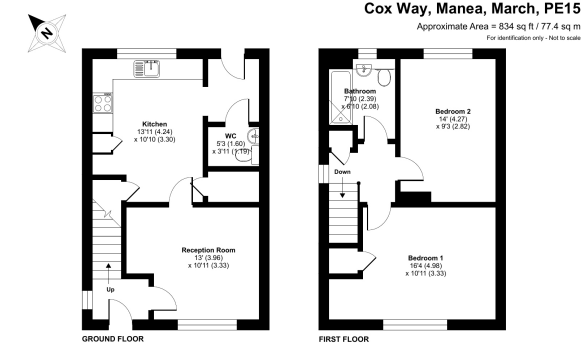 Cox Way, Manea, March, PE15
Approximate Area = 834 sq ft / 77.4 sq m
For identification only - Not to scale
N
Kitchen
13'11 (4.24)
x 10'10 (3.30)
WC
5'3 (1.60)
x 3'11 (1.19)
Reception Room
13' (3.96)
x 10'11 (3.33)
Up
GROUND FLOOR
Bathroom
7'10 (2.39)
x 6'10 (2.08)
Bedroom 2
14' (4.27)
x 9'3 (2.82)
Down
Bedroom 1
16'4 (4.98)
x 10'11 (3.33)
FIRST FLOOR